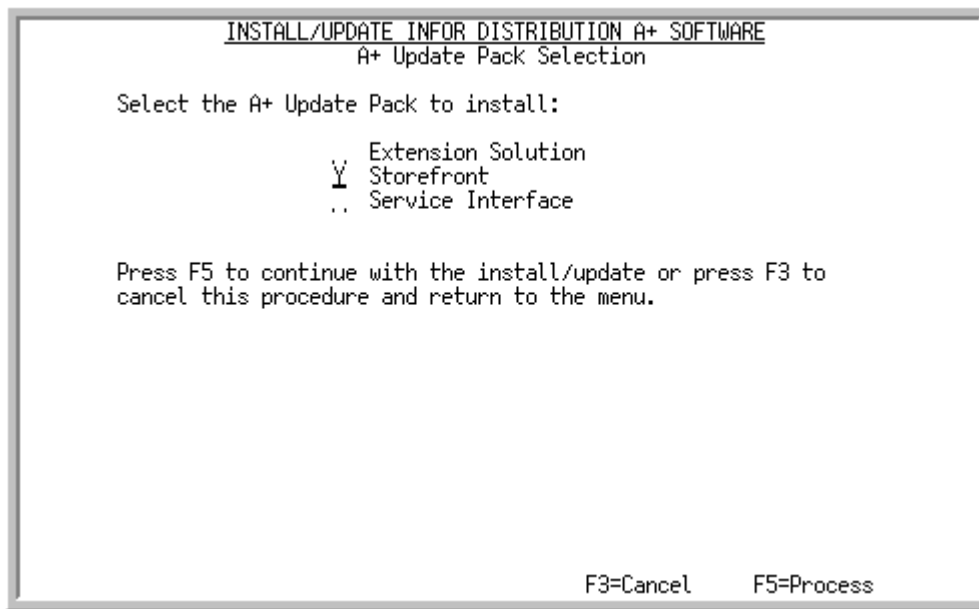 INSTALL/UPDATE INFOR DISTRIBUTION A+ SOFTWARE
A+ Update Pack Selection
Select the A+ Update Pack to install:
.. Extension Solution
Y Storefront
.. Service Interface
Press F5 to continue with the install/update or press F3 to
cancel this procedure and return to the menu.
F3=Cancel F5=Process